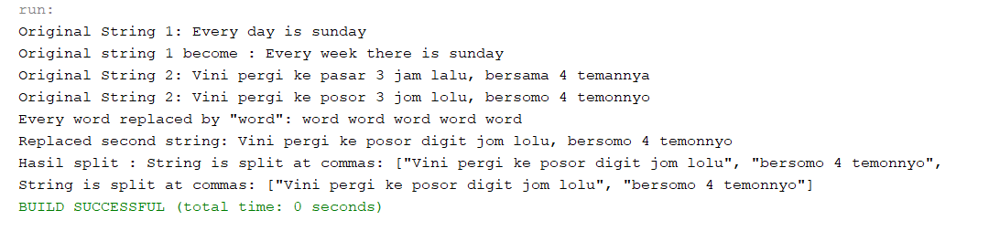 run:
Original String 1: Every day is sunday
Original string 1 become : Every week there is sunday
Original String 2: Vini pergi ke pasar 3 jam lalu, bersama 4 temannya
Original String 2: Vini pergi ke posor 3 jom lolu, bersomo 4 temonnyo
Every word replaced by "word": word word word word word
Replaced second string: Vini pergi ke posor digit jom lolu, bersomo 4 temonnyo
Hasil split : String is split at commas: ["Vini pergi ke posor digit jom lolu", "bersomo 4 temonnyo",
String is split at commas: ["Vini pergi ke posor digit jom lolu", "bersomo 4 temonnyo"]
BUILD SUCCESSFUL (total time: 0 seconds)